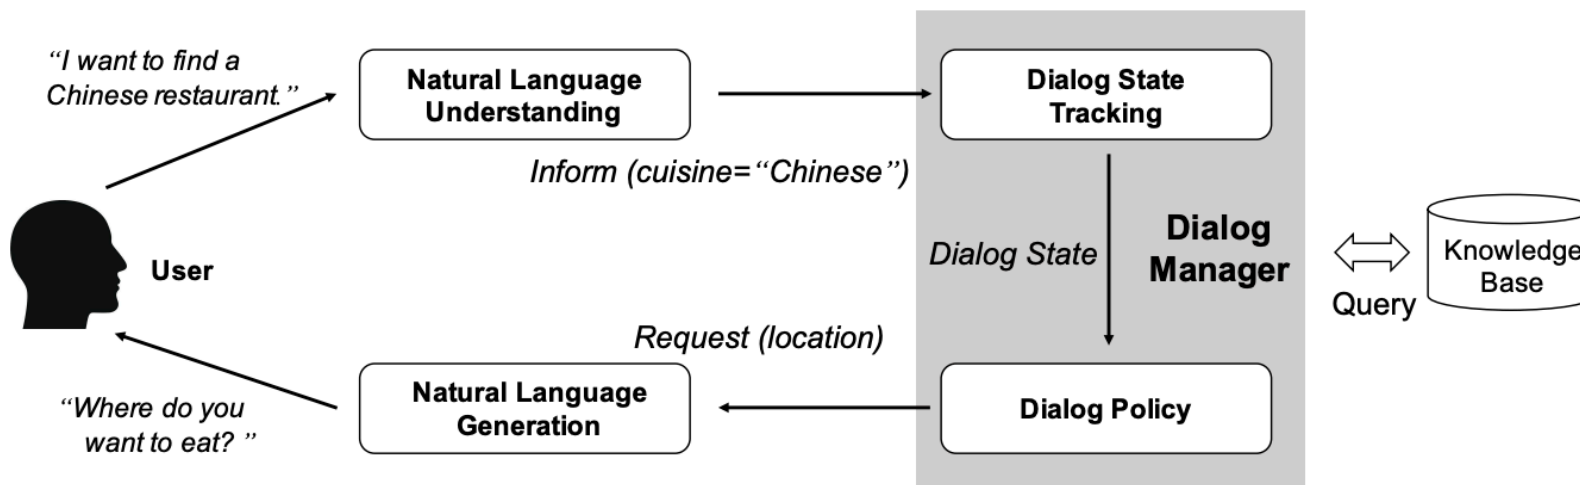 “I want to find a
Chinese restaurant.”
Natural Language
Understanding
Dialog State
Tracking
Inform (cuisine=“Chinese”)
User
Dialog State
Dialog
Manager
Knowledge
Base
Query
Request (location)
Natural Language
Generation
Dialog Policy
“Where do you
want to eat? ”